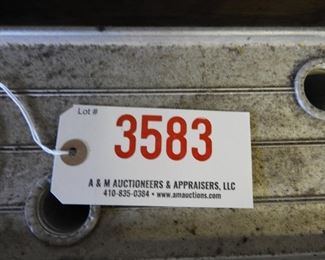 Lot #
3583
A & M AUCTIONEERS & APPRAISERS, LLC
410-835-0384 • www.amauctions.com